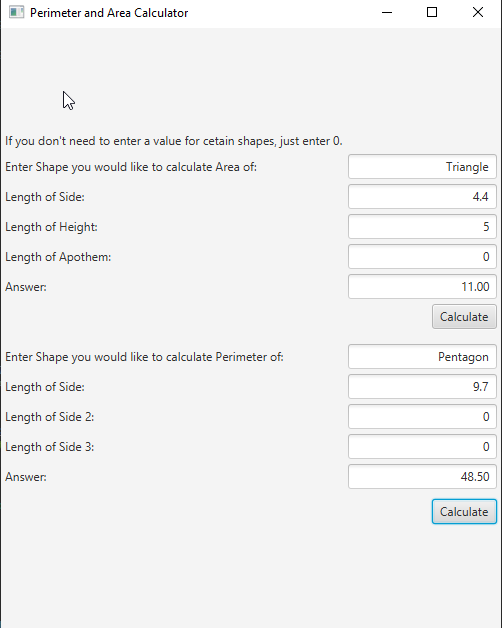 Perimeter and Area Calculator
If you don't need to enter a value for cetain shapes, just enter 0.
Enter Shape you would like to calculate Area of: Triangle
Length of Side: 4.4
Length of Height: 5
Length of Apothem: 0
Answer: 11.00
Calculate
Enter Shape you would like to calculate Perimeter of: Pentagon
Length of Side: 9.7
Length of Side 2: 0
Length of Side 3: 0
Answer: 48.50
Calculate